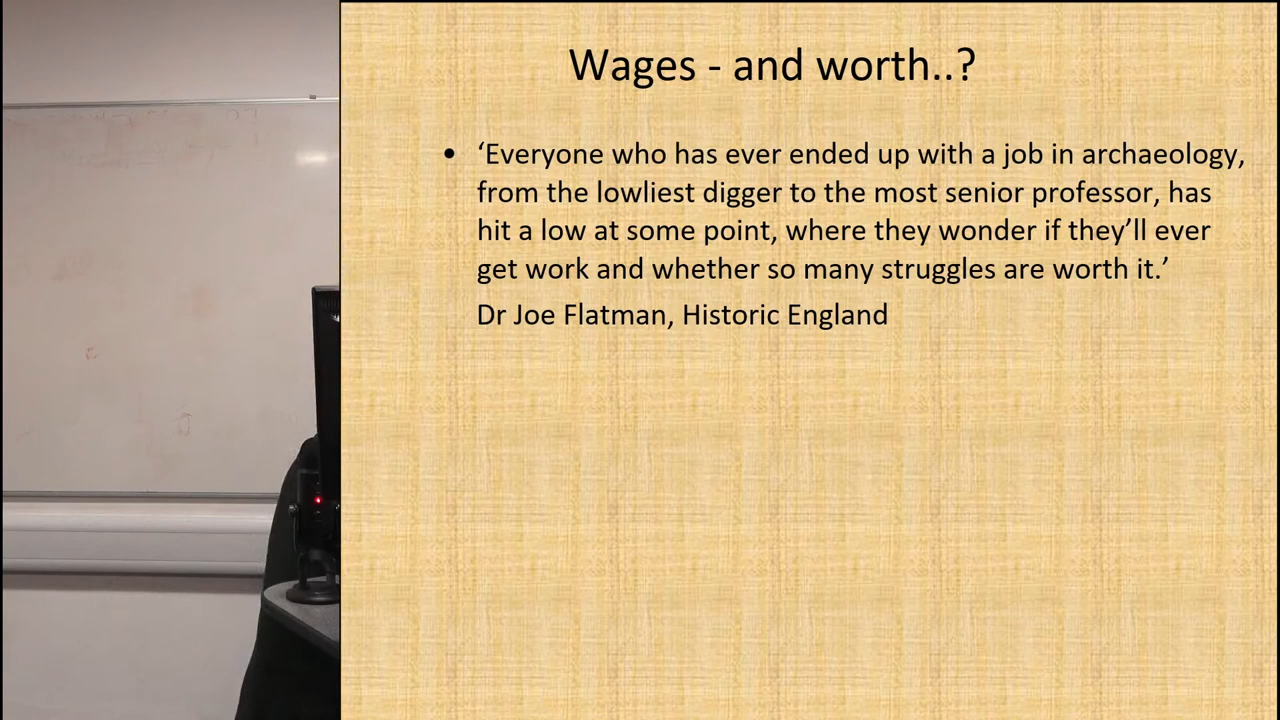 Wages - and worth..?
• ‘Everyone who has ever ended up with a job in archaeology,
from the lowliest digger to the most senior professor, has
hit a low at some point, where they wonder if they’ll ever
get work and whether so many struggles are worth it.’
Dr Joe Flatman, Historic England